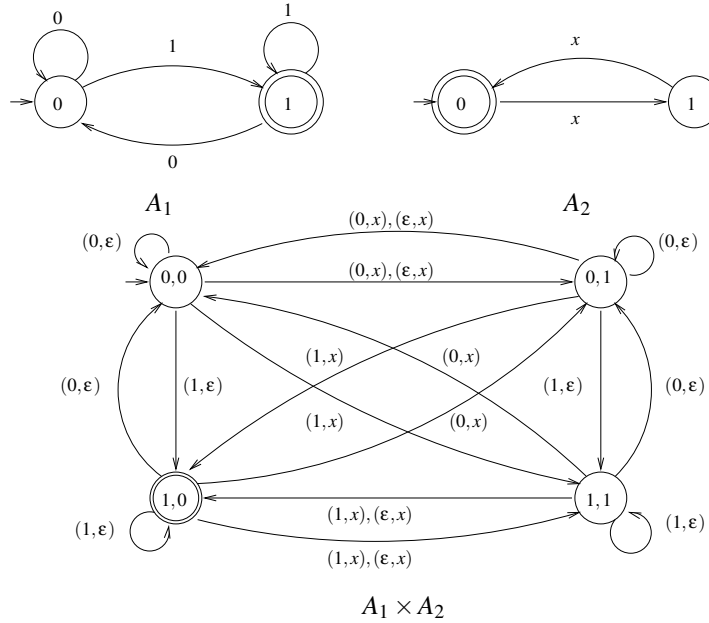 0
1
1
x
0
1
0
1
0
x
A₁
A₂
(0,ε)
(0,x),(ε,x)
(0,ε)
0,0
(0,x),(ε,x)
0,1
(1,x)
(0,x)
(0,ε)
(1,ε)
(1,ε)
(0,ε)
(1,x)
(0,x)
1,0
1,1
(1,ε)
(1,x),(ε,x)
(1,ε)
(1,x),(ε,x)
A₁ × A₂